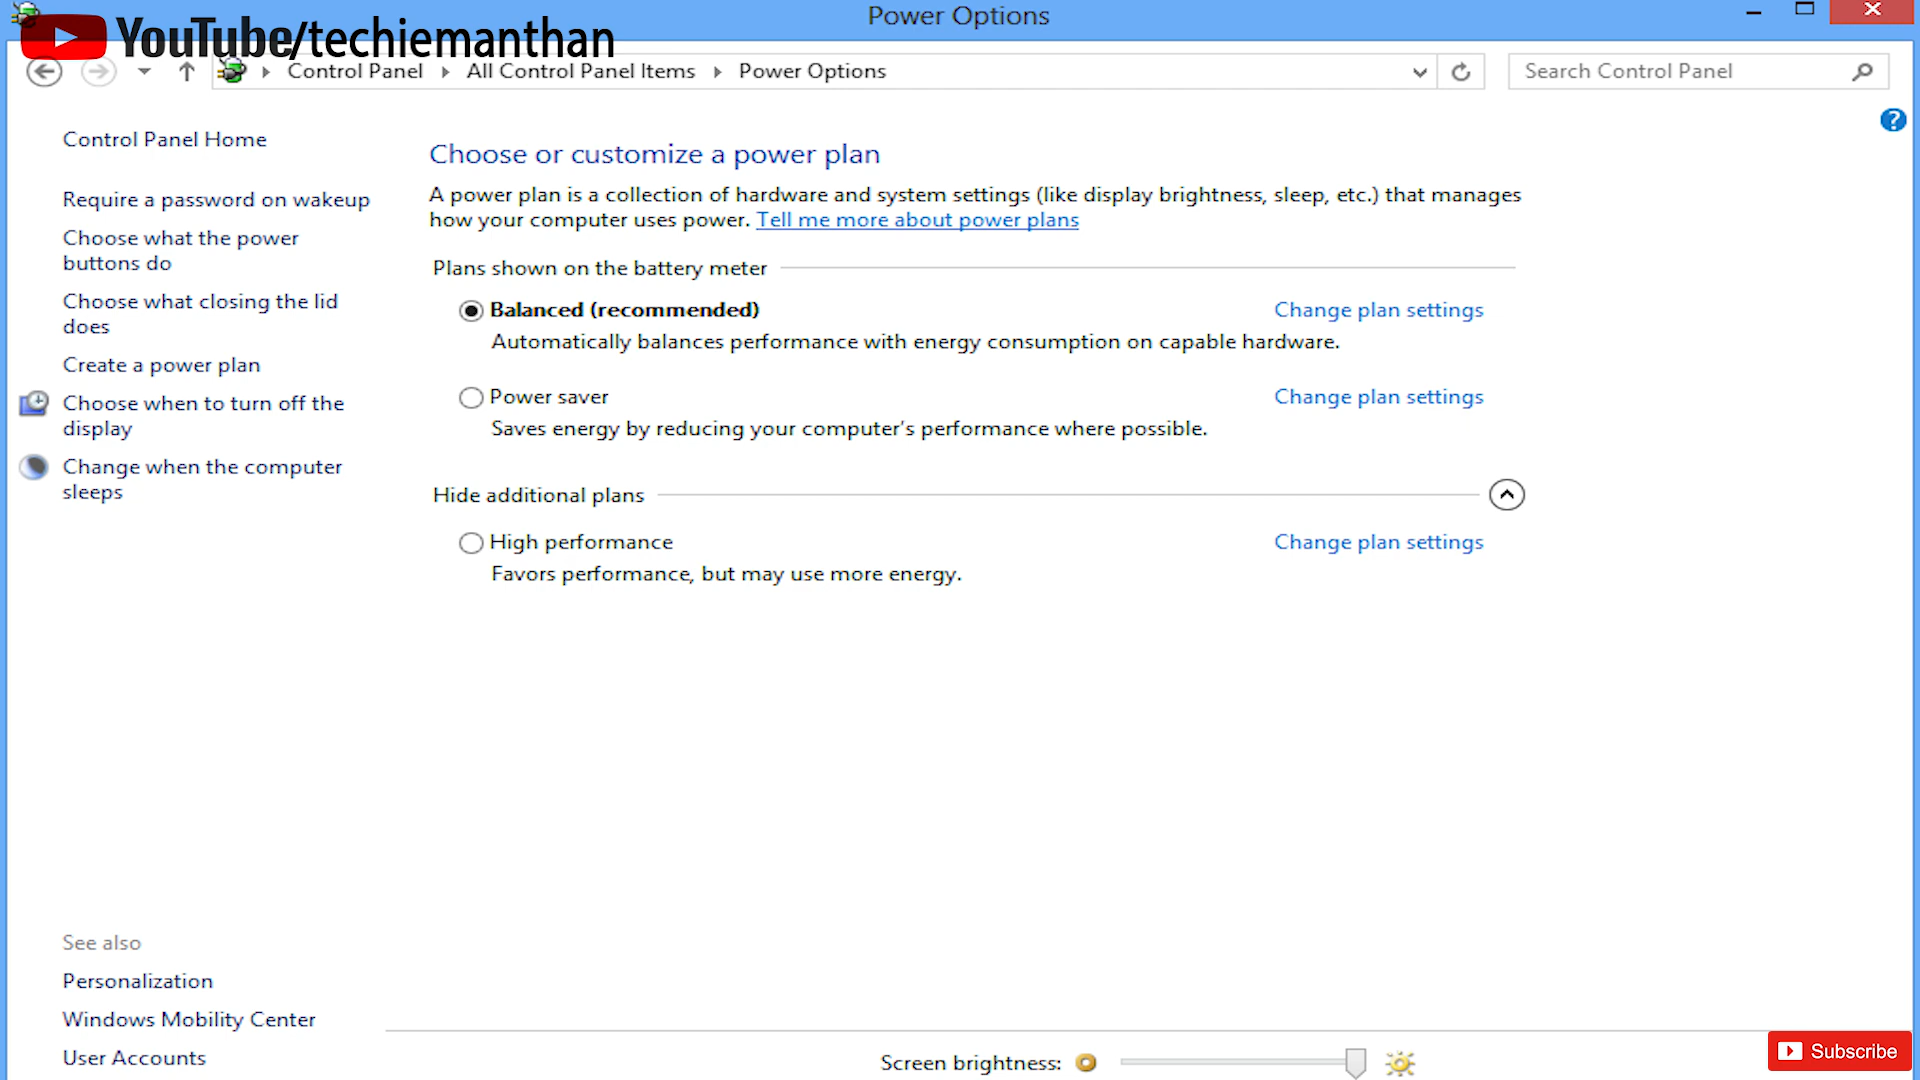 Power Options
YouTube/techiemanthan
Control Panel All Control Panel Items Power Options
Search Control Panel
?
Control Panel Home
Require a password on wakeup
Choose what the power
buttons do
Choose what closing the lid
does
Create a power plan
Choose when to turn off the
display
Change when the computer
sleeps
Choose or customize a power plan
A power plan is a collection of hardware and system settings (like display brightness, sleep, etc.) that manages
how your computer uses power. Tell me more about power plans
Plans shown on the battery meter
Balanced (recommended) Change plan settings
Automatically balances performance with energy consumption on capable hardware.
Power saver Change plan settings
Saves energy by reducing your computer's performance where possible.
Hide additional plans
High performance Change plan settings
Favors performance, but may use more energy.
See also
Personalization
Windows Mobility Center
User Accounts
Screen brightness:
Subscribe